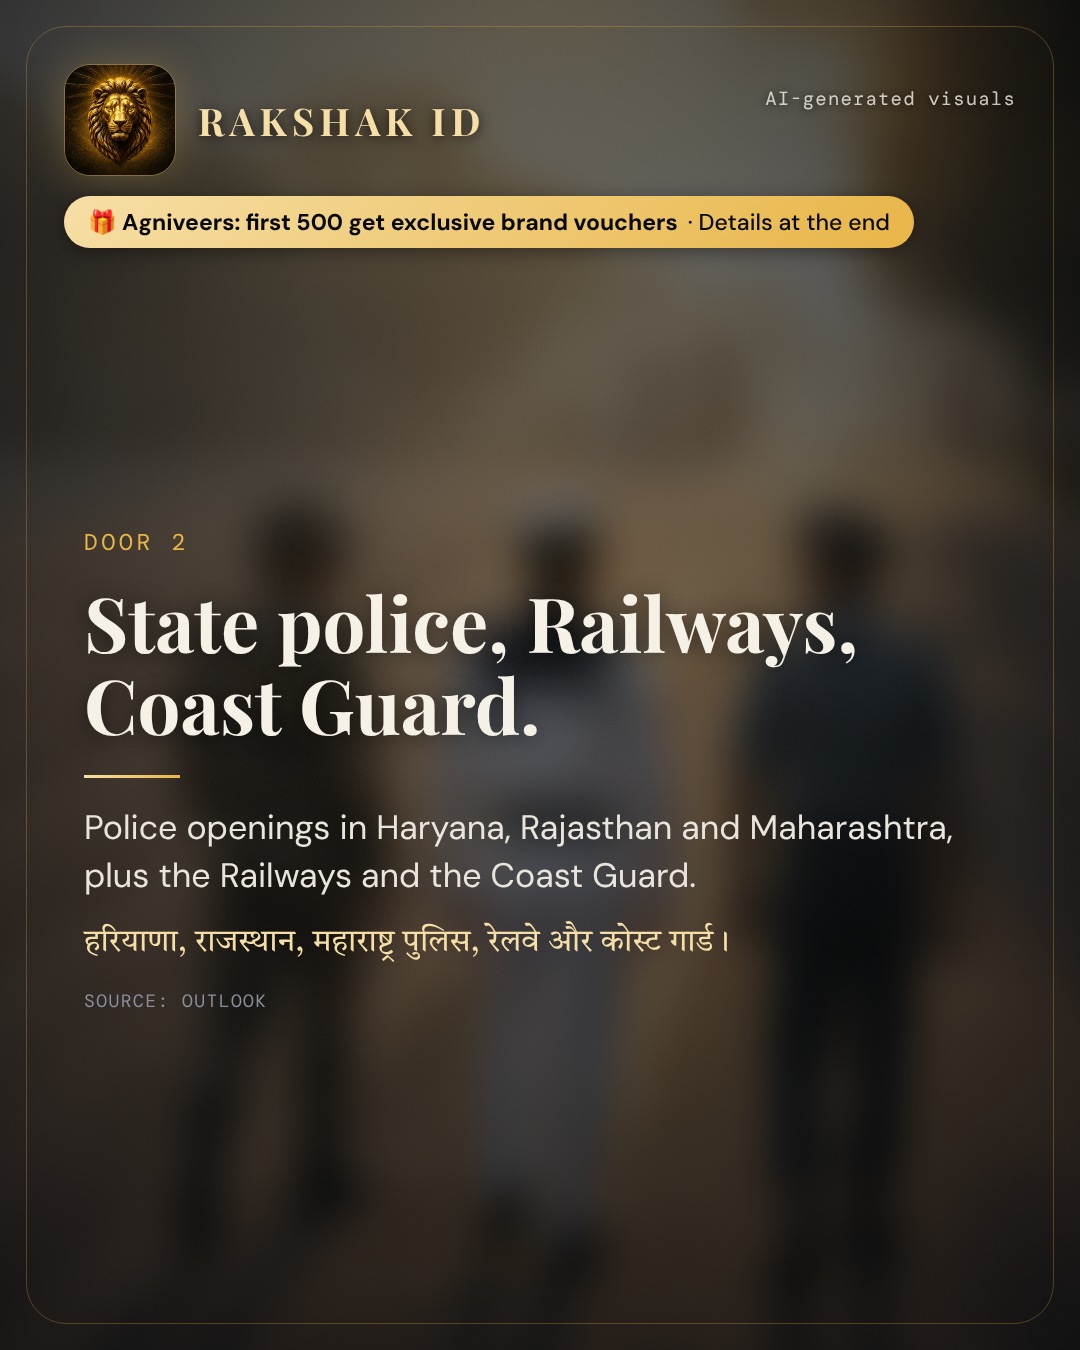 RAKSHAK ID
AI-generated visuals
🎁 Agniveers: first 500 get exclusive brand vouchers · Details at the end
DOOR 2
State police, Railways,
Coast Guard.
Police openings in Haryana, Rajasthan and Maharashtra,
plus the Railways and the Coast Guard.
हरियाणा, राजस्थान, महाराष्ट्र पुलिस, रेलवे और कोस्ट गार्ड।
SOURCE: OUTLOOK